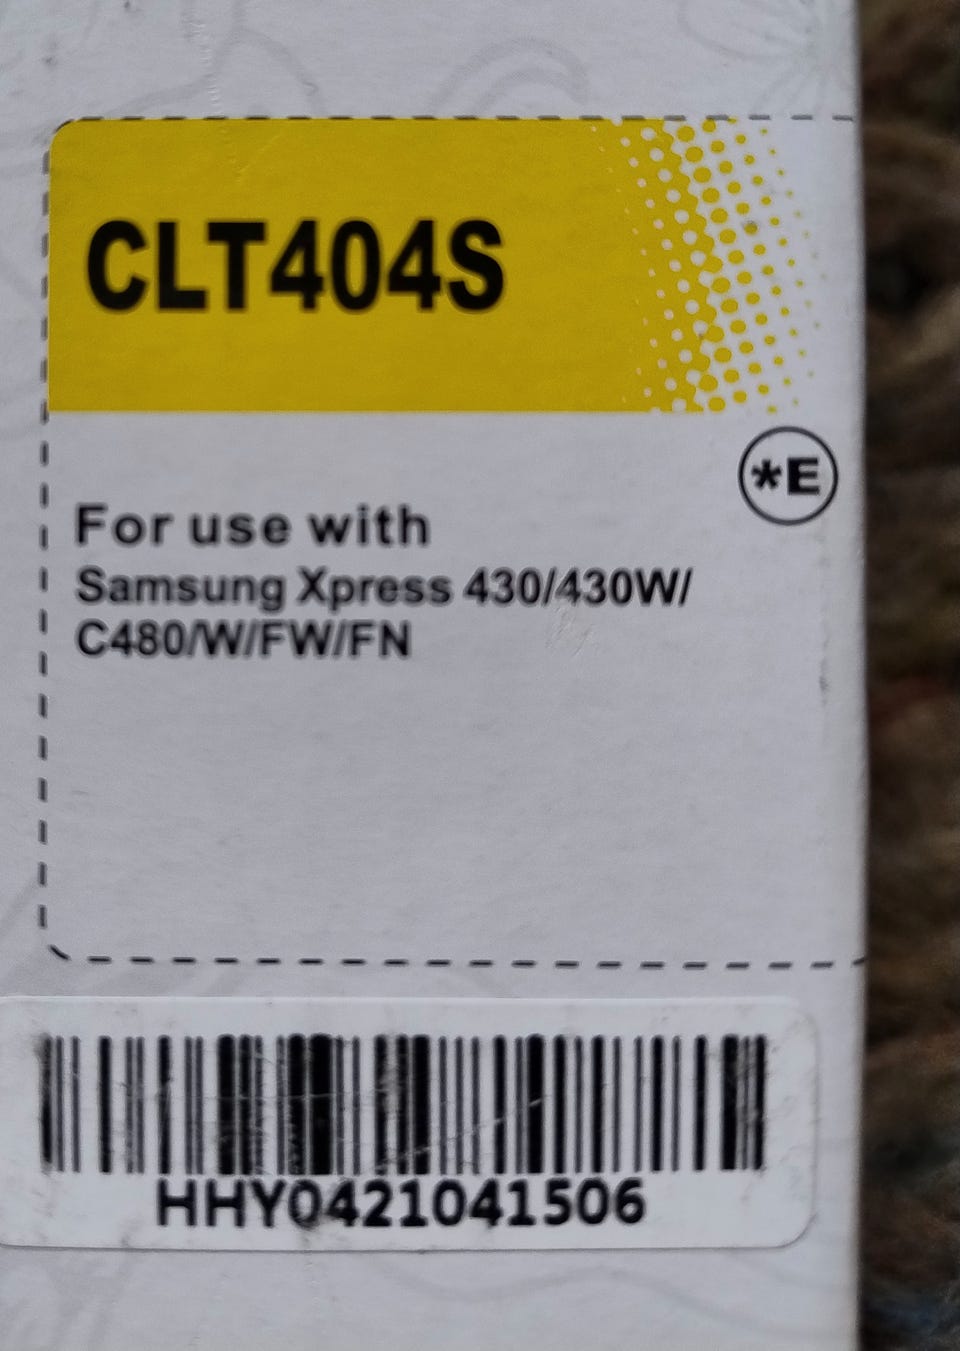 CLT404S
*E
For use with
Samsung Xpress 430/430W/
C480/W/FW/FN
HHY0421041506